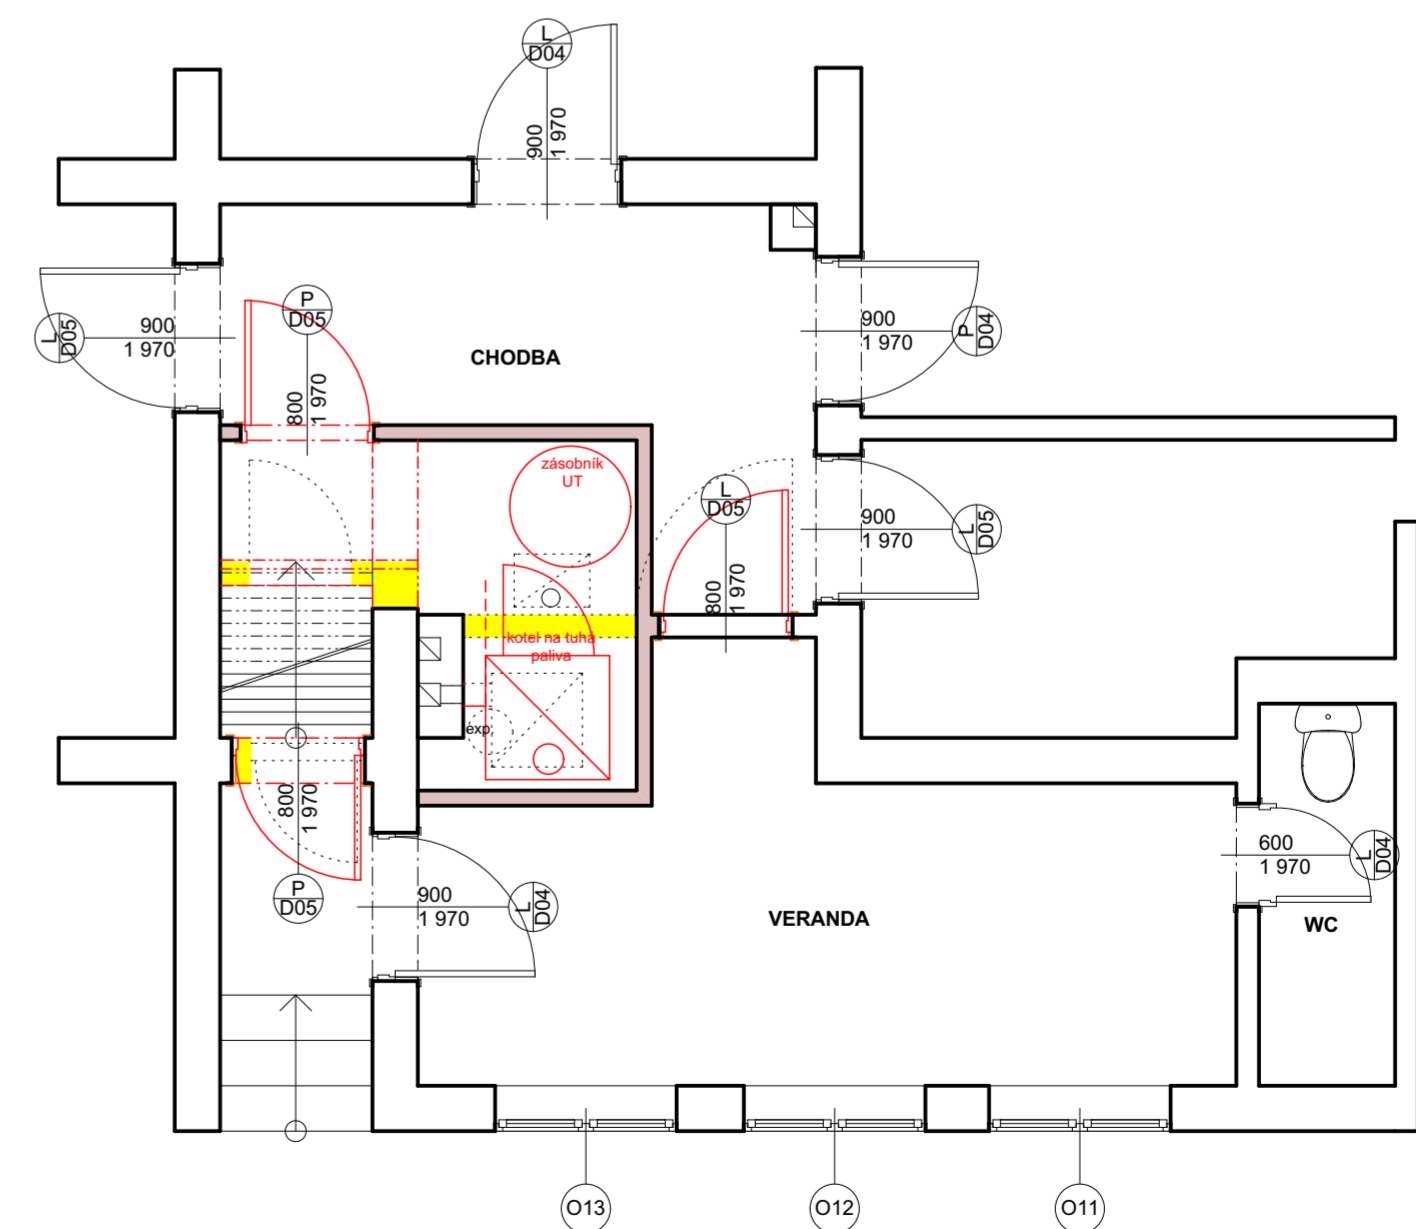 L
D04
900
1 970
P
D05
800
1 970
L
D05
900
1 970
CHODBA
900
1 970
P
D04
zásobník
UT
L
D05
800
1 970
900
1 970
L
D05
kotel na tuhá
paliva
exp.
800
1 970
P
D05
900
1 970
L
D04
VERANDA
600
1 970
L
D04
WC
O13
O12
O11